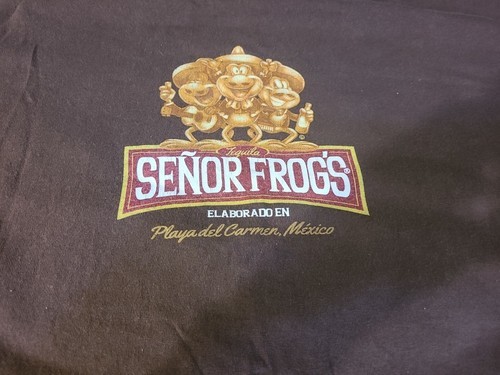 Tequila
SEÑOR FROG'S®
ELABORADO EN
Playa del Carmen, México